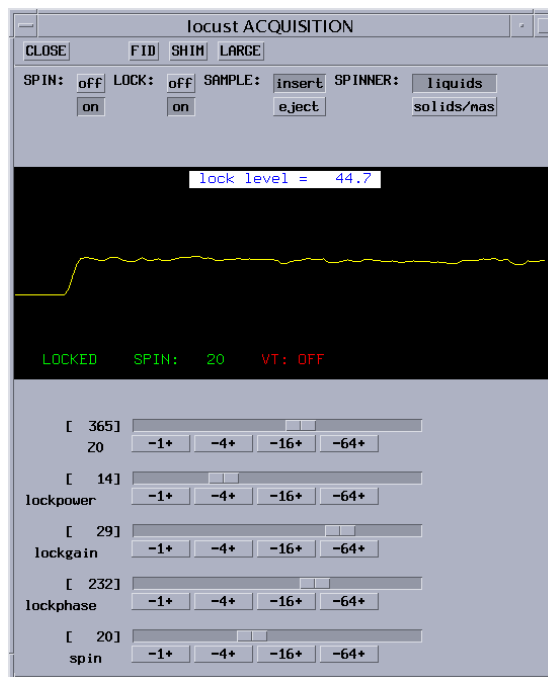 locust ACQUISITION
CLOSE FID SHIM LARGE
SPIN: off LOCK: off SAMPLE: insert SPINNER: liquids
on on eject solids/mas
lock level = 44.7
LOCKED SPIN: 20 VT: OFF
[ 365]
Z0 -1+ -4+ -16+ -64+
[ 14]
lockpower -1+ -4+ -16+ -64+
[ 29]
lockgain -1+ -4+ -16+ -64+
[ 232]
lockphase -1+ -4+ -16+ -64+
[ 20]
spin -1+ -4+ -16+ -64+